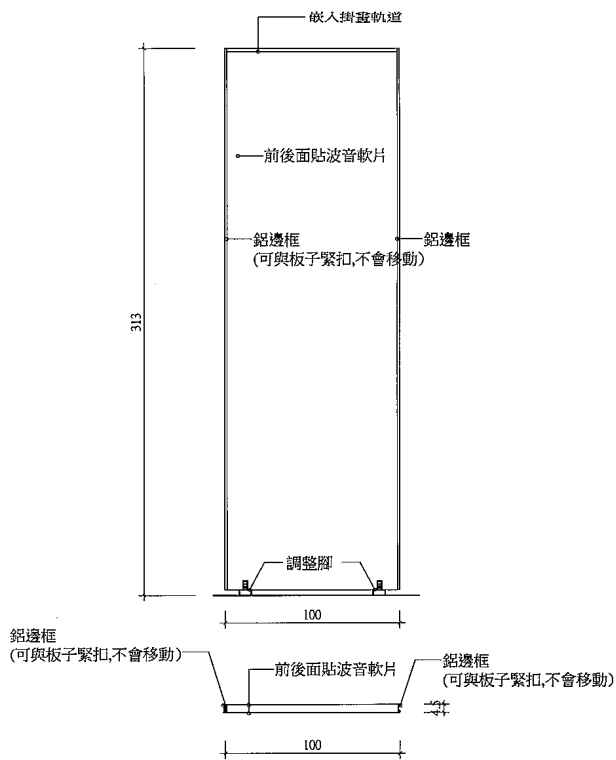 嵌入掛畫軌道
前後面貼波音軟片
鋁邊框
(可與板子緊扣,不會移動)
鋁邊框
313
調整腳
100
鋁邊框
(可與板子緊扣,不會移動)
前後面貼波音軟片
鋁邊框
(可與板子緊扣,不會移動)
4.5
100